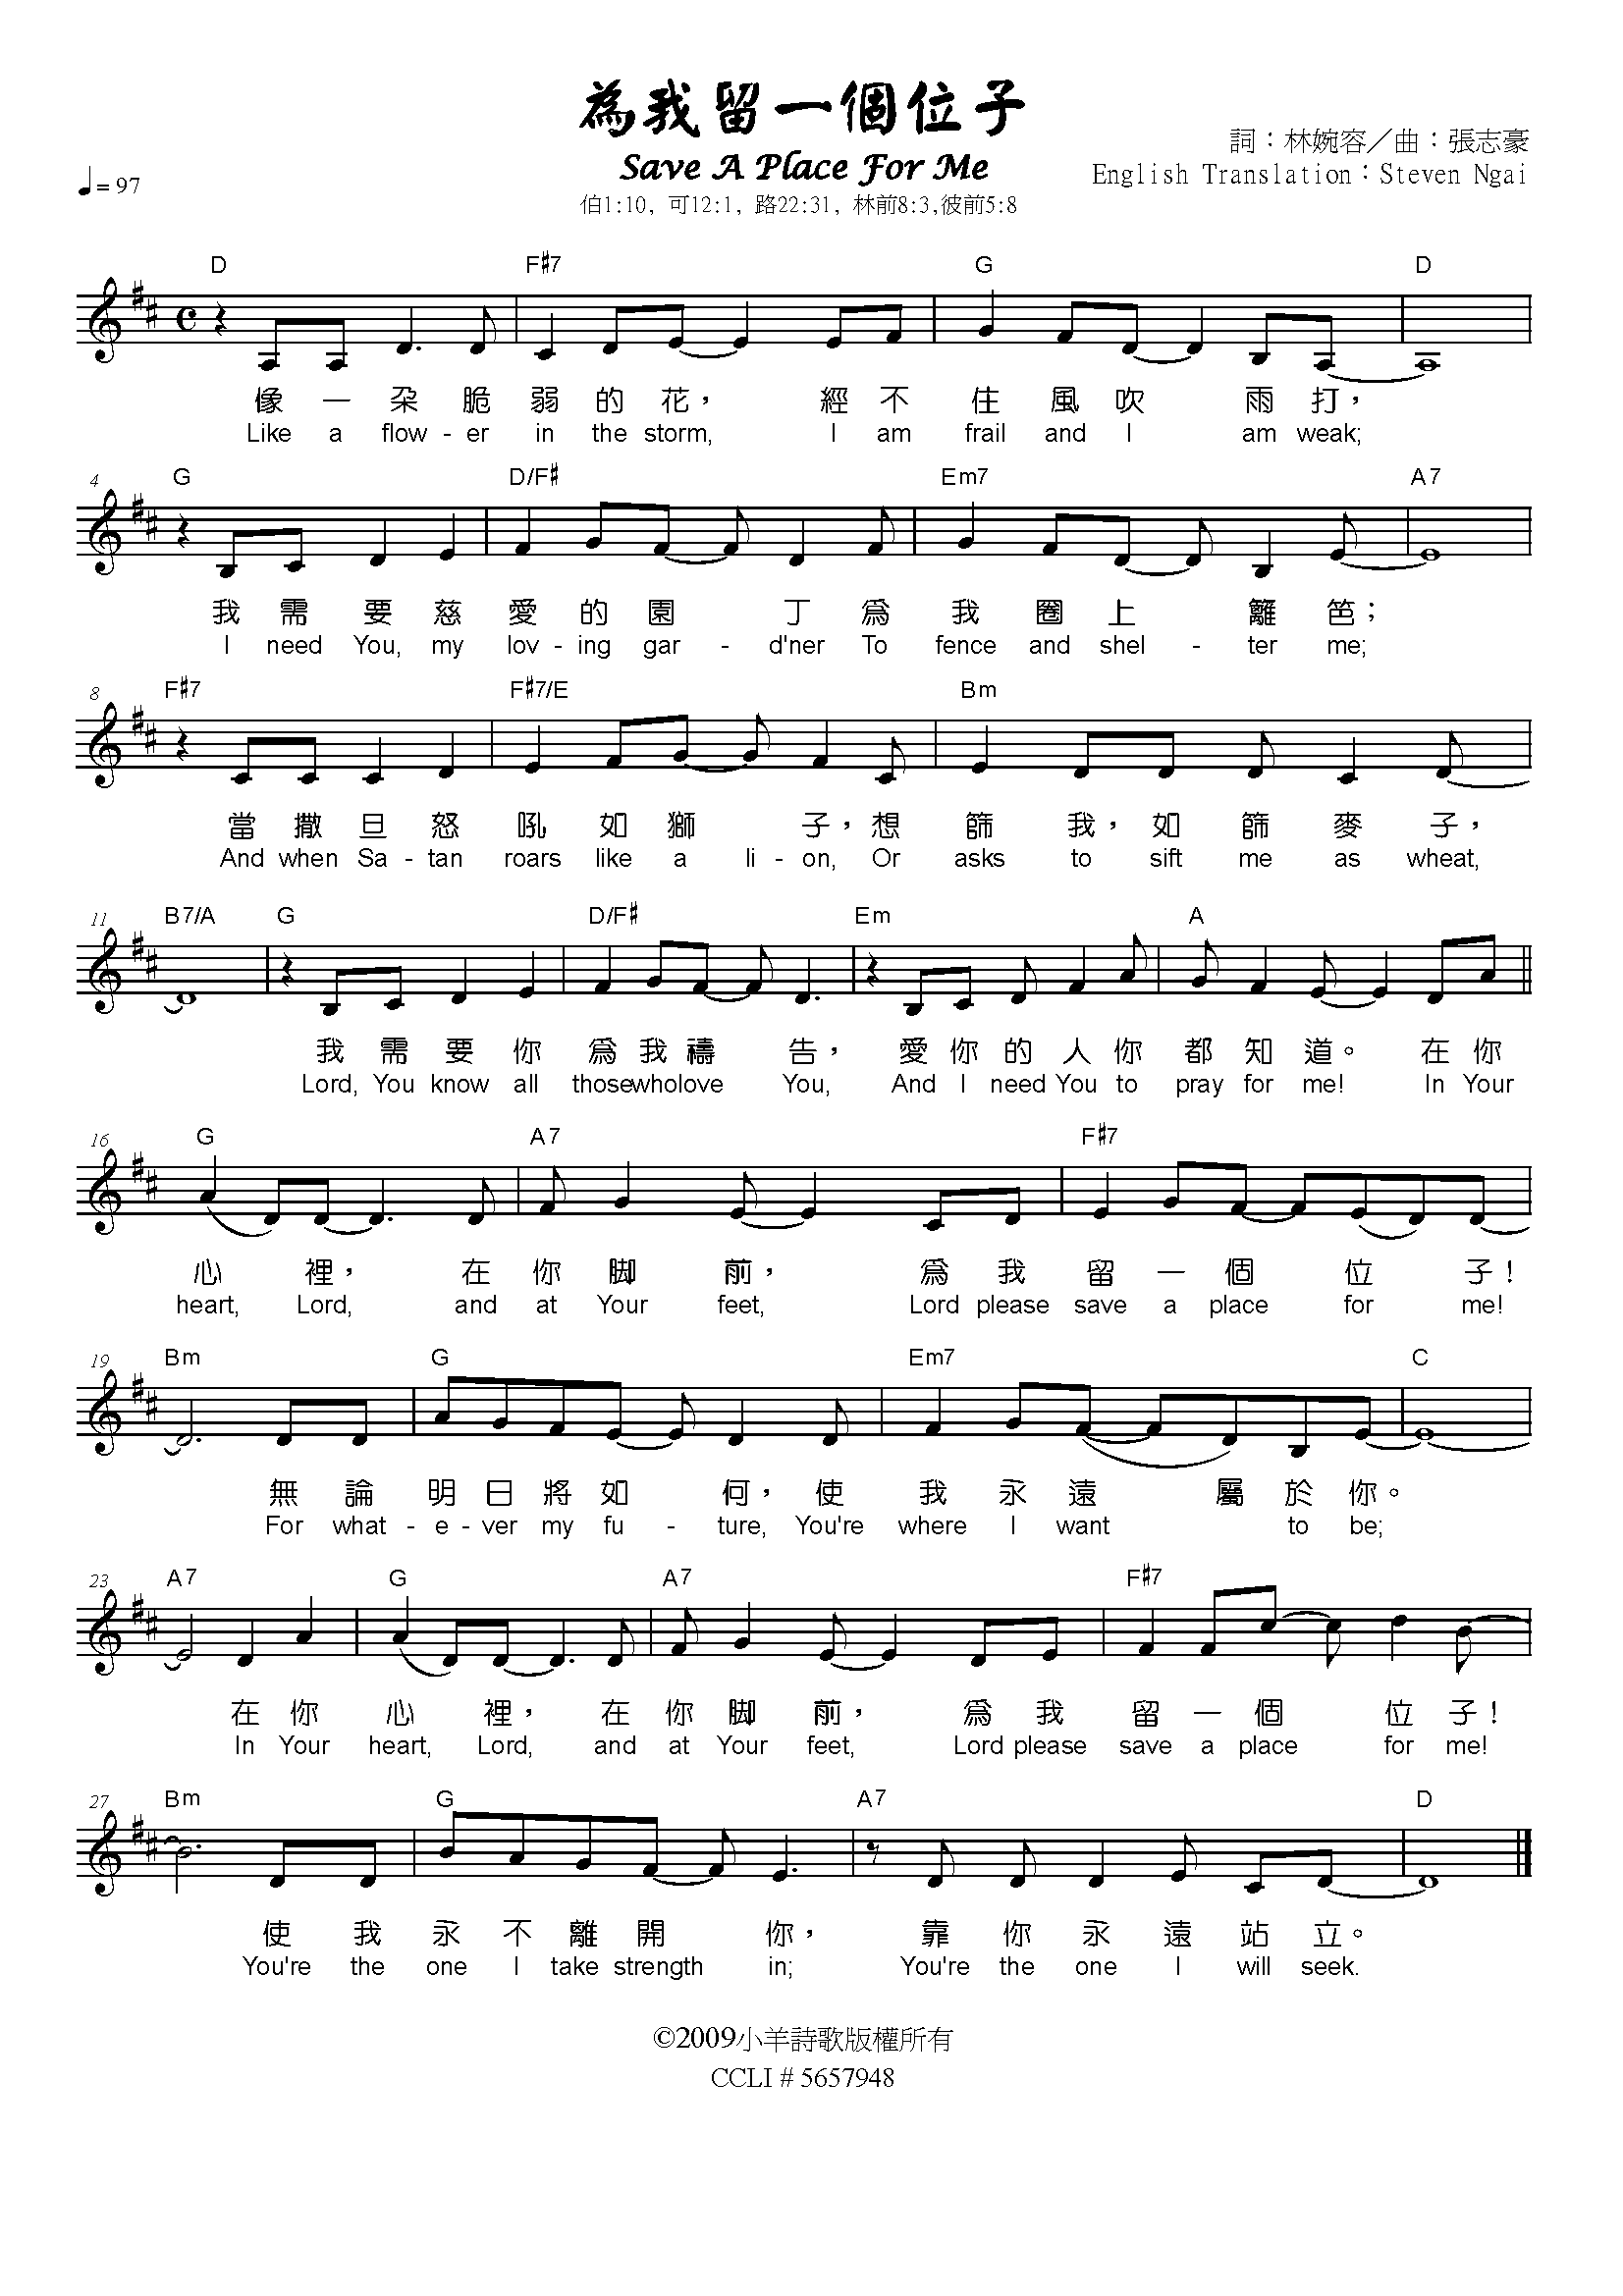 為我留一個位子
Save A Place For Me
詞：林婉容／曲：張志豪
English Translation：Steven Ngai
= 97
伯1:10, 可12:1, 路22:31, 林前8:3,彼前5:8
D F#7 G D
像 一 朵 脆 弱 的 花， 經 不 住 風 吹 雨 打，
Like a flow - er in the storm, I am frail and I am weak;
4 G D/F# Em7 A7
我 需 要 慈 愛 的 園 丁 為 我 圈 上 籬 笆；
I need You, my lov - ing gar - d'ner To fence and shel - ter me;
8 F#7 F#7/E Bm
當 撒 旦 怒 吼 如 獅 子，想 篩 我，如 篩 麥 子，
And when Sa - tan roars like a li - on, Or asks to sift me as wheat,
11 B7/A G D/F# Em A
我 需 要 你 為 我 禱 告， 愛 你 的 人 你 都 知 道。 在 你
Lord, You know all thosewholove You, And I need You to pray for me! In Your
16 G A7 F#7
心 裡， 在 你 脚 前， 為 我 留 一 個 位 子！
heart, Lord, and at Your feet, Lord please save a place for me!
19 Bm G Em7 C
無 論 明 日 將 如 何，使 我 永 遠 屬 於 你。
For what - e - ver my fu - ture, You're where I want to be;
23 A7 G A7 F#7
在 你 心 裡， 在 你 脚 前， 為 我 留 一 個 位 子！
In Your heart, Lord, and at Your feet, Lord please save a place for me!
27 Bm G A7 D
使 我 永 不 離 開 你， 靠 你 永 遠 站 立。
You're the one I take strength in; You're the one I will seek.
©2009小羊詩歌版權所有
CCLI # 5657948